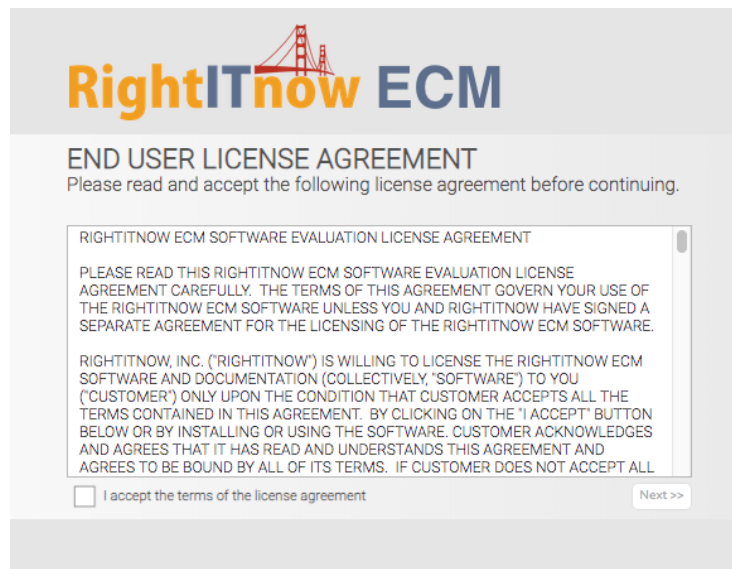 RightITnow ECM
END USER LICENSE AGREEMENT
Please read and accept the following license agreement before continuing.
RIGHTITNOW ECM SOFTWARE EVALUATION LICENSE AGREEMENT
PLEASE READ THIS RIGHTITNOW ECM SOFTWARE EVALUATION LICENSE
AGREEMENT CAREFULLY.  THE TERMS OF THIS AGREEMENT GOVERN YOUR USE OF
THE RIGHTITNOW ECM SOFTWARE UNLESS YOU AND RIGHTITNOW HAVE SIGNED A
SEPARATE AGREEMENT FOR THE LICENSING OF THE RIGHTITNOW ECM SOFTWARE.
RIGHTITNOW, INC. ("RIGHTITNOW") IS WILLING TO LICENSE THE RIGHTITNOW ECM
SOFTWARE AND DOCUMENTATION (COLLECTIVELY, "SOFTWARE") TO YOU
("CUSTOMER") ONLY UPON THE CONDITION THAT CUSTOMER ACCEPTS ALL THE
TERMS CONTAINED IN THIS AGREEMENT.  BY CLICKING ON THE "I ACCEPT" BUTTON
BELOW OR BY INSTALLING OR USING THE SOFTWARE. CUSTOMER ACKNOWLEDGES
AND AGREES THAT IT HAS READ AND UNDERSTANDS THIS AGREEMENT AND
AGREES TO BE BOUND BY ALL OF ITS TERMS.  IF CUSTOMER DOES NOT ACCEPT ALL
I accept the terms of the license agreement
Next >>